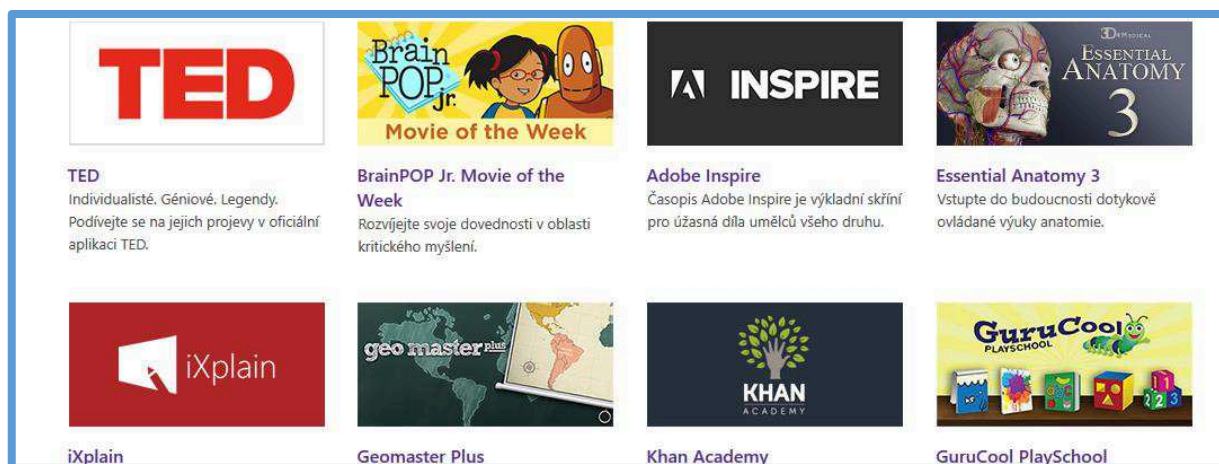 TED
Brain
POP
jr.
Movie of the Week
INSPIRE
3D4MEDICAL
ESSENTIAL
ANATOMY
3
TED
Individualisté. Géniové. Legendy.
Podívejte se na jejich projevy v oficiální
aplikaci TED.
BrainPOP Jr. Movie of the
Week
Rozvíjejte svoje dovednosti v oblasti
kritického myšlení.
Adobe Inspire
Časopis Adobe Inspire je výkladní skříní
pro úžasná díla umělců všeho druhu.
Essential Anatomy 3
Vstupte do budoucnosti dotykově
ovládané výuky anatomie.
iXplain
geo master plus
KHAN
ACADEMY
GuruCool
PLAYSCHOOL
1
2 2 3
iXplain
Geomaster Plus
Khan Academy
GuruCool PlaySchool